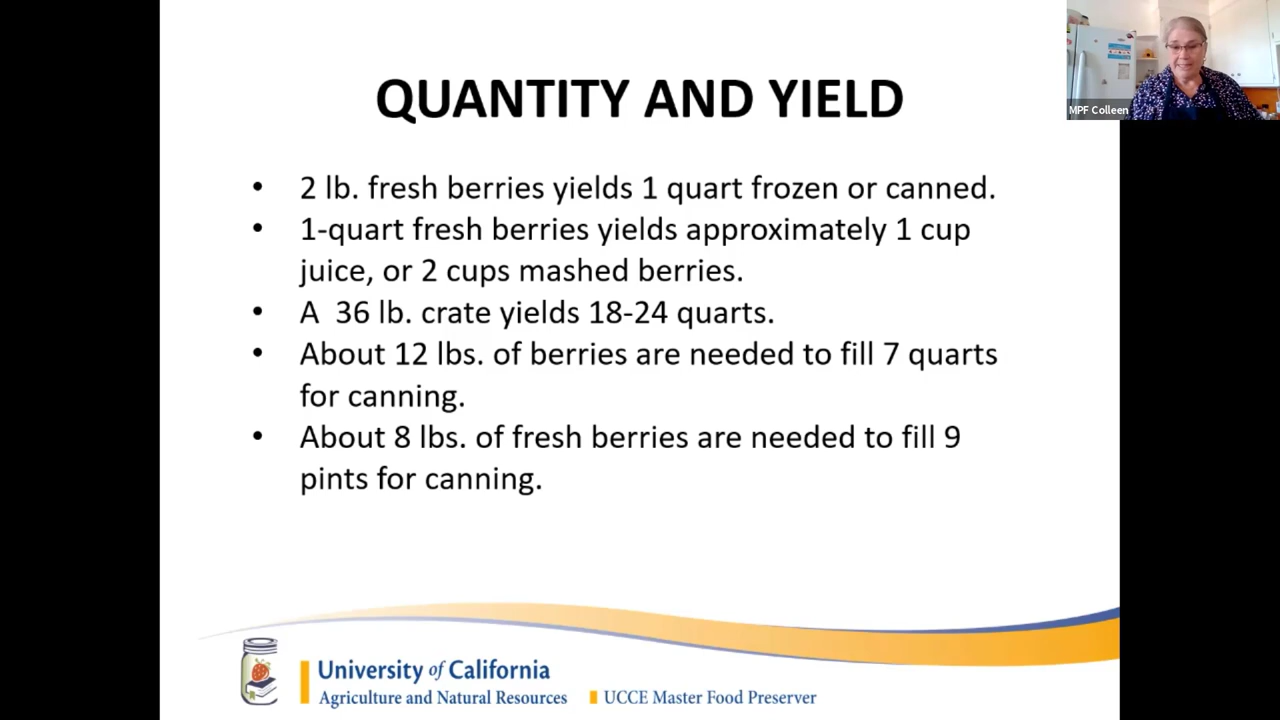 QUANTITY AND YIELD
MPF Colleen
• 2 lb. fresh berries yields 1 quart frozen or canned.
• 1-quart fresh berries yields approximately 1 cup
juice, or 2 cups mashed berries.
• A  36 lb. crate yields 18-24 quarts.
• About 12 lbs. of berries are needed to fill 7 quarts
for canning.
• About 8 lbs. of fresh berries are needed to fill 9
pints for canning.
University of California
Agriculture and Natural Resources UCCE Master Food Preserver